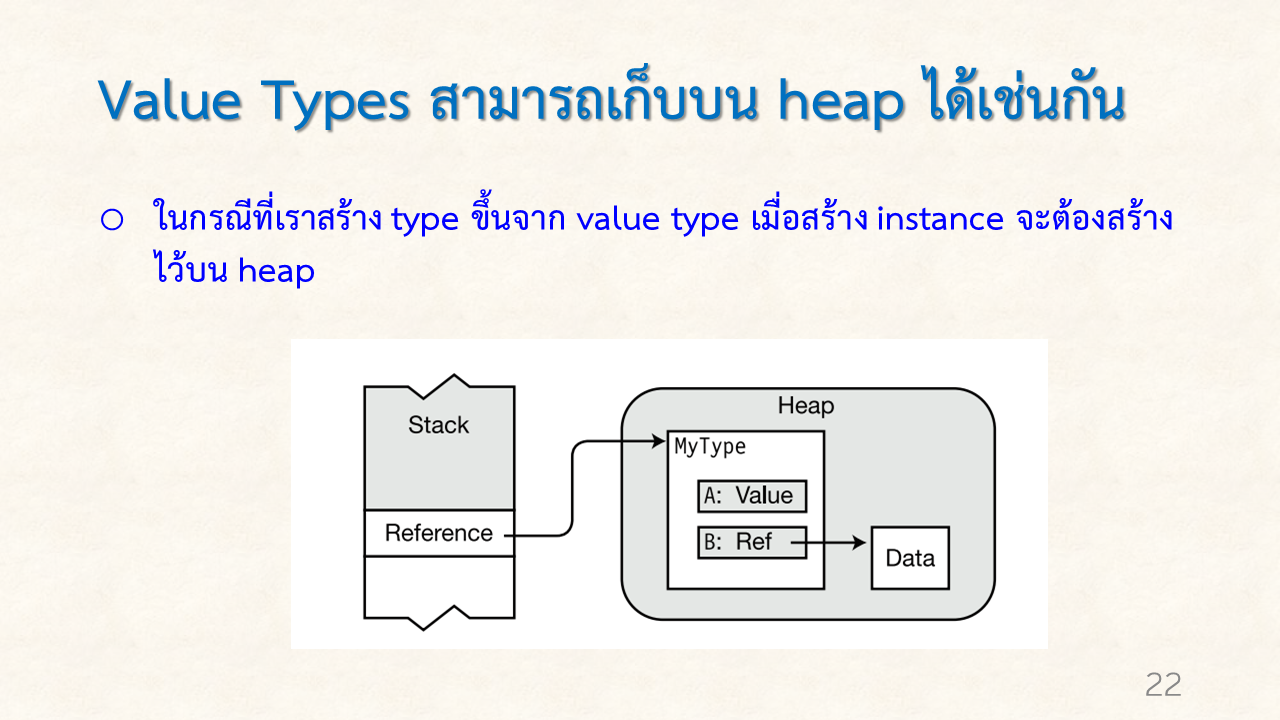 Value Types สามารถเก็บบน heap ได้เช่นกัน
ในกรณีที่เราสร้าง type ขึ้นจาก value type เมื่อสร้าง instance จะต้องสร้าง
ไว้บน heap
Heap
Stack
MyType
A: Value
Reference
B: Ref
Data
22